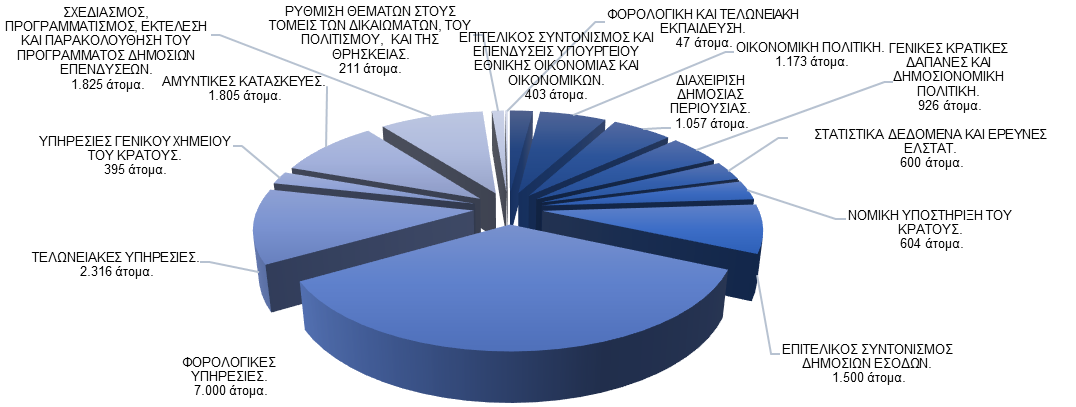 ΣΧΕΔΙΑΣΜΟΣ,
ΠΡΟΓΡΑΜΜΑΤΙΣΜΟΣ, ΕΚΤΕΛΕΣΗ
ΚΑΙ ΠΑΡΑΚΟΛΟΥΘΗΣΗ ΤΟΥ
ΠΡΟΓΡΑΜΜΑΤΟΣ ΔΗΜΟΣΙΩΝ
ΕΠΕΝΔΥΣΕΩΝ.
1.825 άτομα.
ΡΥΘΜΙΣΗ ΘΕΜΑΤΩΝ ΣΤΟΥΣ
ΤΟΜΕΙΣ ΤΩΝ ΔΙΚΑΙΩΜΑΤΩΝ, ΤΟΥ
ΠΟΛΙΤΙΣΜΟΥ, ΚΑΙ ΤΗΣ
ΘΡΗΣΚΕΙΑΣ.
211 άτομα.
ΕΠΙΤΕΛΙΚΟΣ ΣΥΝΤΟΝΙΣΜΟΣ ΚΑΙ
ΕΠΕΝΔΥΣΕΙΣ ΥΠΟΥΡΓΕΙΟΥ
ΕΘΝΙΚΗΣ ΟΙΚΟΝΟΜΙΑΣ ΚΑΙ
ΟΙΚΟΝΟΜΙΚΩΝ.
403 άτομα.
ΦΟΡΟΛΟΓΙΚΗ ΚΑΙ ΤΕΛΩΝΕΙΑΚΗ
ΕΚΠΑΙΔΕΥΣΗ.
47 άτομα.
ΟΙΚΟΝΟΜΙΚΗ ΠΟΛΙΤΙΚΗ.
1.173 άτομα.
ΔΙΑΧΕΙΡΙΣΗ
ΔΗΜΟΣΙΑΣ
ΠΕΡΙΟΥΣΙΑΣ.
1.057 άτομα.
ΓΕΝΙΚΕΣ ΚΡΑΤΙΚΕΣ
ΔΑΠΑΝΕΣ ΚΑΙ
ΔΗΜΟΣΙΟΝΟΜΙΚΗ
ΠΟΛΙΤΙΚΗ.
926 άτομα.
ΑΜΥΝΤΙΚΕΣ ΚΑΤΑΣΚΕΥΕΣ.
1.805 άτομα.
ΥΠΗΡΕΣΙΕΣ ΓΕΝΙΚΟΥ ΧΗΜΕΙΟΥ
ΤΟΥ ΚΡΑΤΟΥΣ.
395 άτομα.
ΣΤΑΤΙΣΤΙΚΑ ΔΕΔΟΜΕΝΑ ΚΑΙ ΕΡΕΥΝΕΣ
ΕΛΣΤΑΤ.
600 άτομα.
ΝΟΜΙΚΗ ΥΠΟΣΤΗΡΙΞΗ ΤΟΥ
ΚΡΑΤΟΥΣ.
604 άτομα.
ΤΕΛΩΝΕΙΑΚΕΣ ΥΠΗΡΕΣΙΕΣ.
2.316 άτομα.
ΕΠΙΤΕΛΙΚΟΣ ΣΥΝΤΟΝΙΣΜΟΣ
ΔΗΜΟΣΙΩΝ ΕΣΟΔΩΝ.
1.500 άτομα.
ΦΟΡΟΛΟΓΙΚΕΣ
ΥΠΗΡΕΣΙΕΣ.
7.000 άτομα.